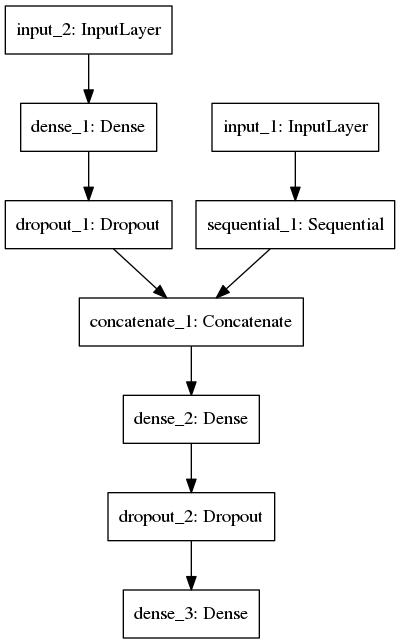 input_2: InputLayer
dense_1: Dense
input_1: InputLayer
dropout_1: Dropout
sequential_1: Sequential
concatenate_1: Concatenate
dense_2: Dense
dropout_2: Dropout
dense_3: Dense